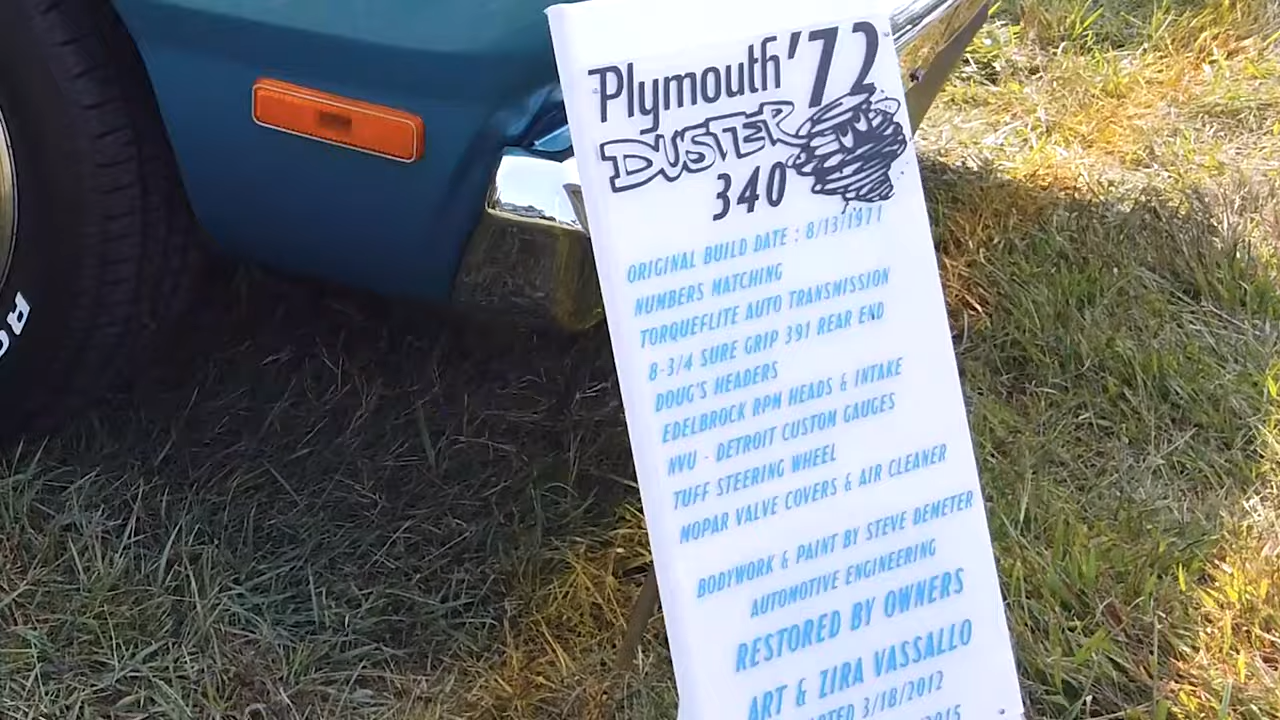 Plymouth '72
DUSTER
340
ORIGINAL BUILD DATE : 8/13/1971
NUMBERS MATCHING
TORQUEFLITE AUTO TRANSMISSION
8-3/4 SURE GRIP 391 REAR END
DOUG'S HEADERS
EDELBROCK RPM HEADS & INTAKE
NVU - DETROIT CUSTOM GAUGES
TUFF STEERING WHEEL
MOPAR VALVE COVERS & AIR CLEANER
BODYWORK & PAINT BY STEVE DEMETER
AUTOMOTIVE ENGINEERING
RESTORED BY OWNERS
ART & ZIRA VASSALLO
3/18/2012